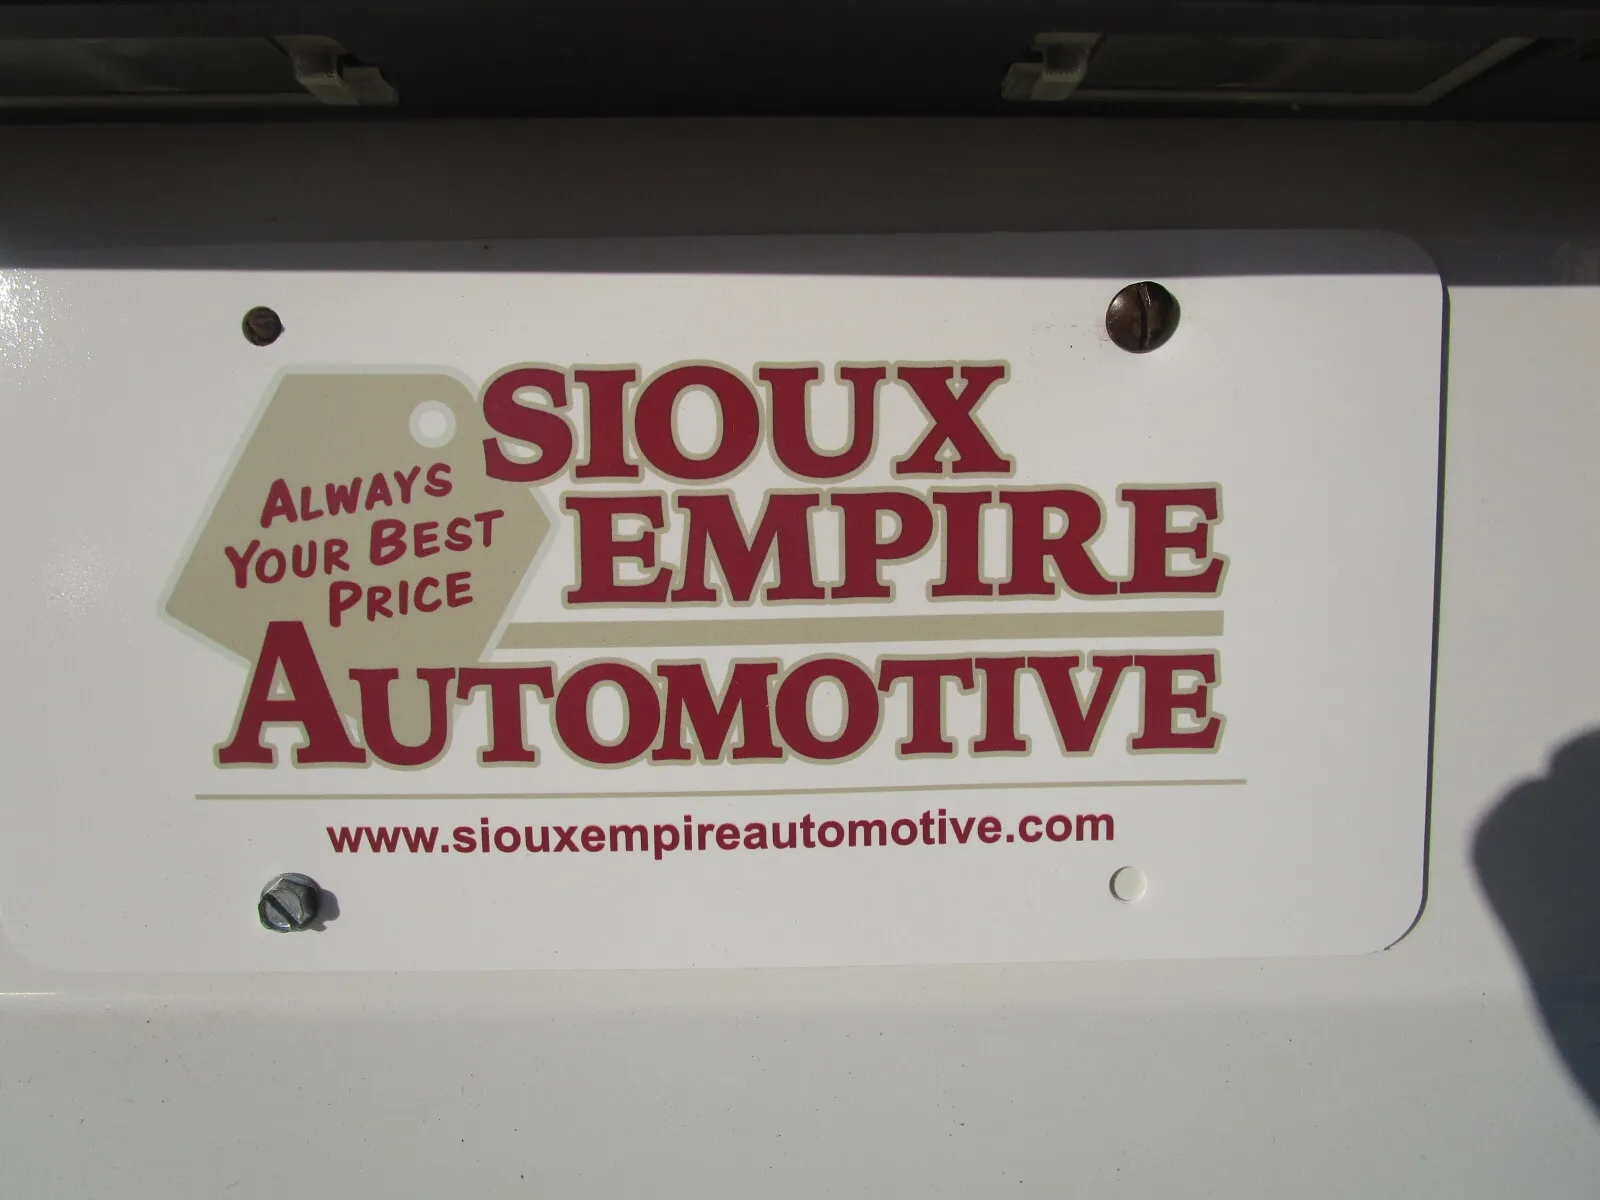 ALWAYS
YOUR BEST
PRICE
SIOUX
EMPIRE
AUTOMOTIVE
www.siouxempireautomotive.com